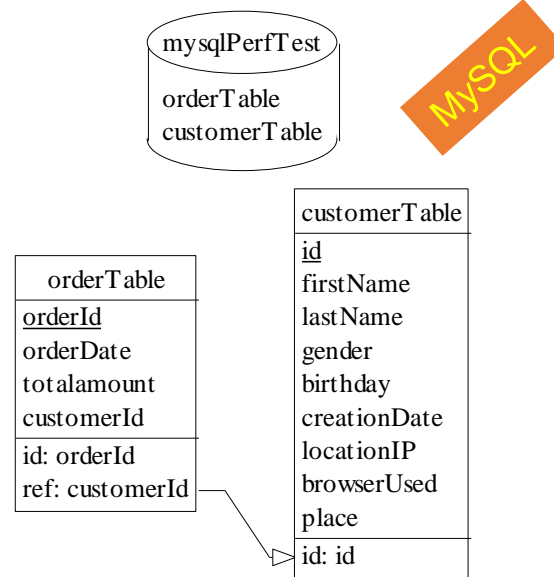 mysqlPerfTest
orderTable
customerTable
MySQL
orderTable
orderId
orderDate
totalamount
customerId
id: orderId
ref: customerId
customerTable
id
firstName
lastName
gender
birthday
creationDate
locationIP
browserUsed
place
id: id